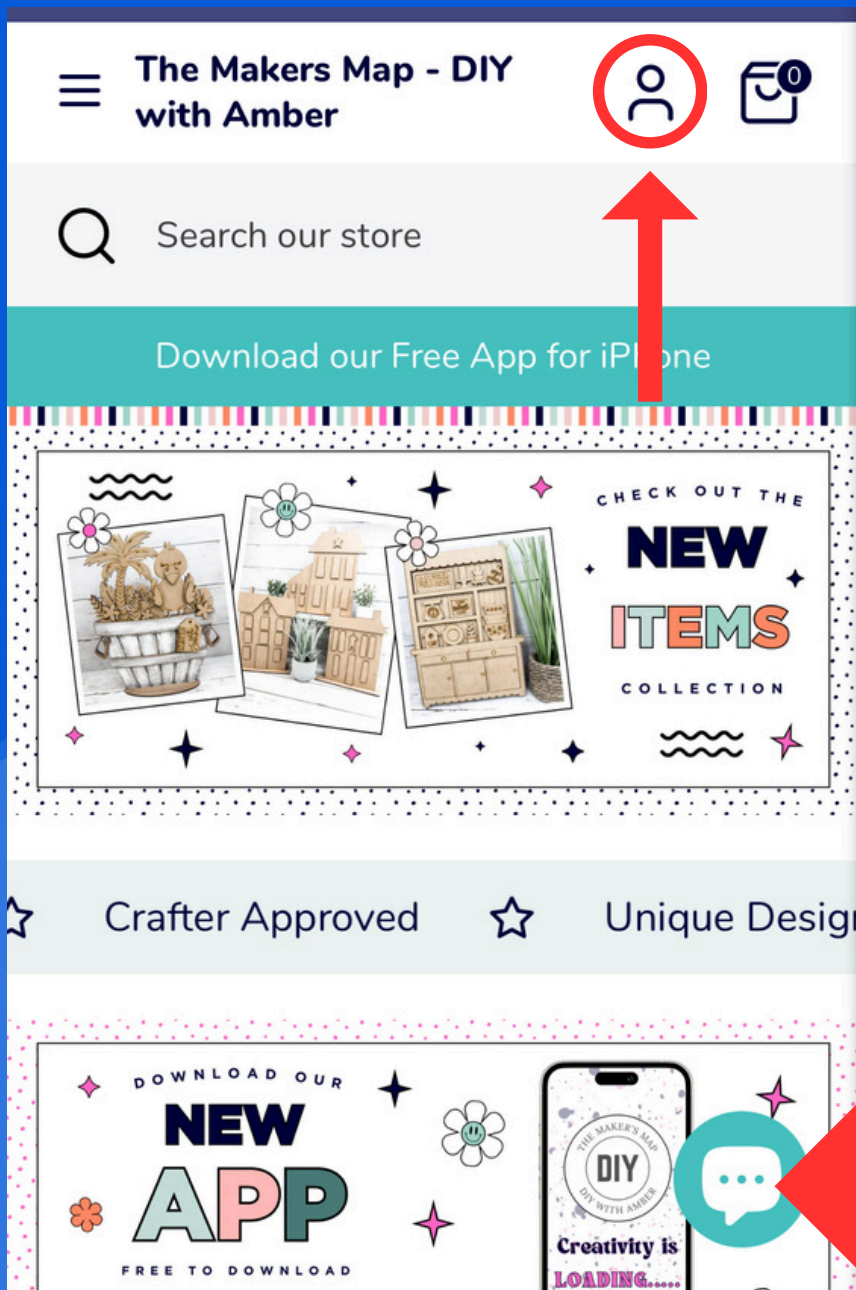 The Makers Map - DIY
with Amber
0
Search our store
Download our Free App for iPhone
CHECK OUT THE
NEW
ITEMS
COLLECTION
Crafter Approved
Unique Desig
DOWNLOAD OUR
NEW
APP
FREE TO DOWNLOAD
THE MAKER'S MAP
DIY
DIY WITH AMBER
Creativity is
LOADING.....